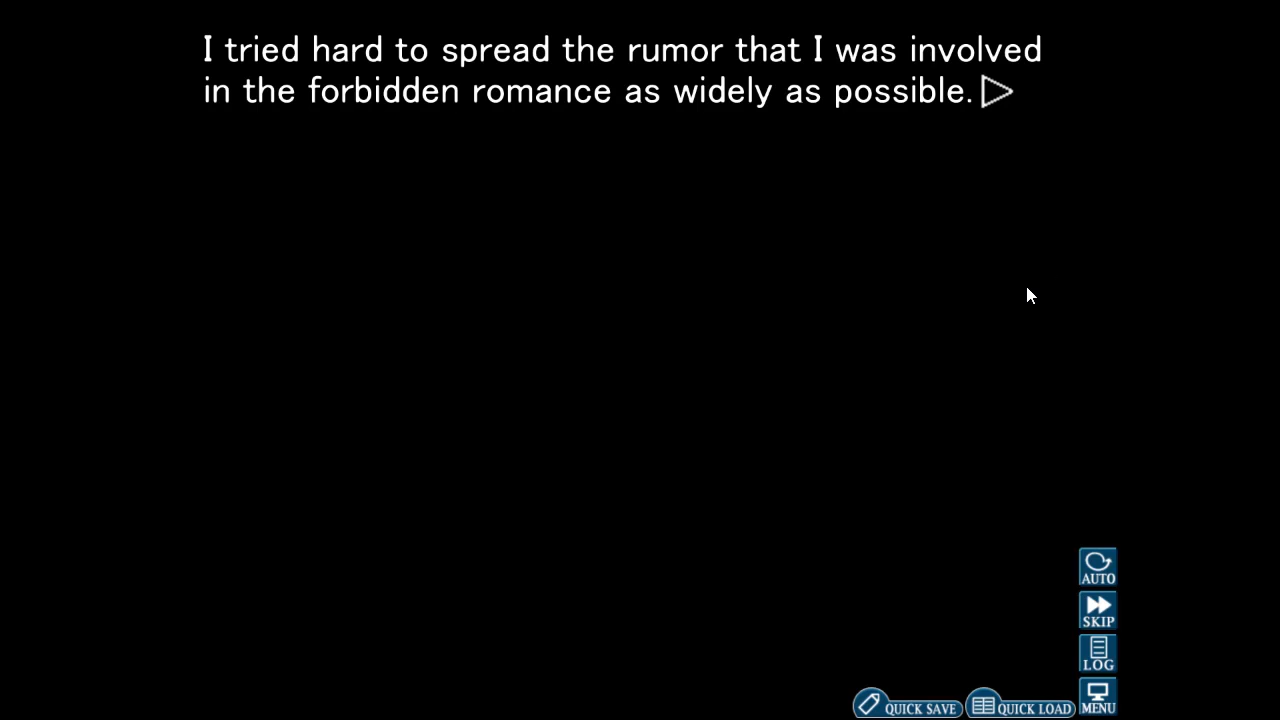 I tried hard to spread the rumor that I was involved
in the forbidden romance as widely as possible.
AUTO
SKIP
LOG
MENU
QUICK SAVE
QUICK LOAD